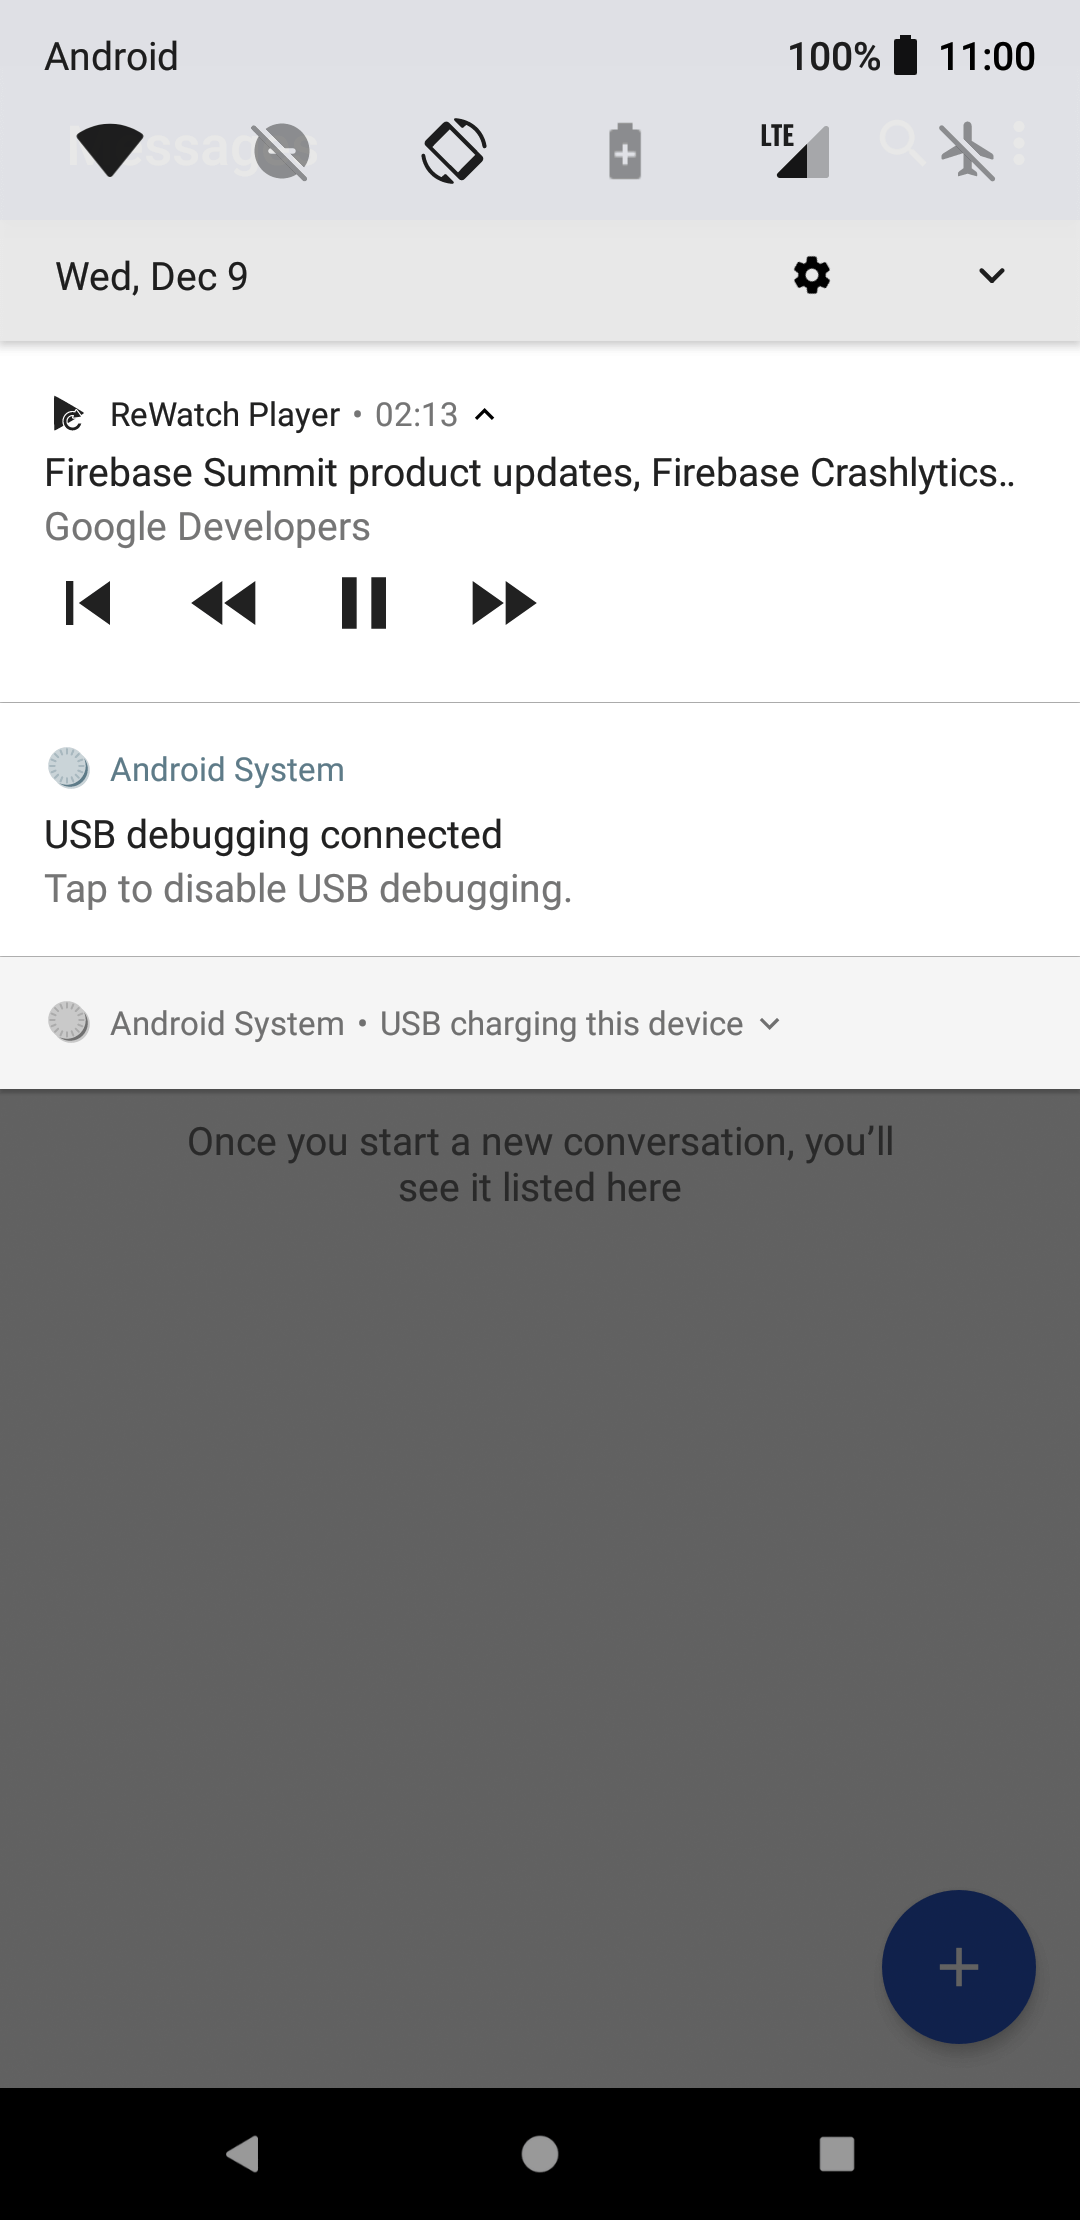 Android
100% 11:00
Messages
LTE
Wed, Dec 9
ReWatch Player • 02:13
Firebase Summit product updates, Firebase Crashlytics..
Google Developers
Android System
USB debugging connected
Tap to disable USB debugging.
Android System • USB charging this device
Once you start a new conversation, you’ll
see it listed here